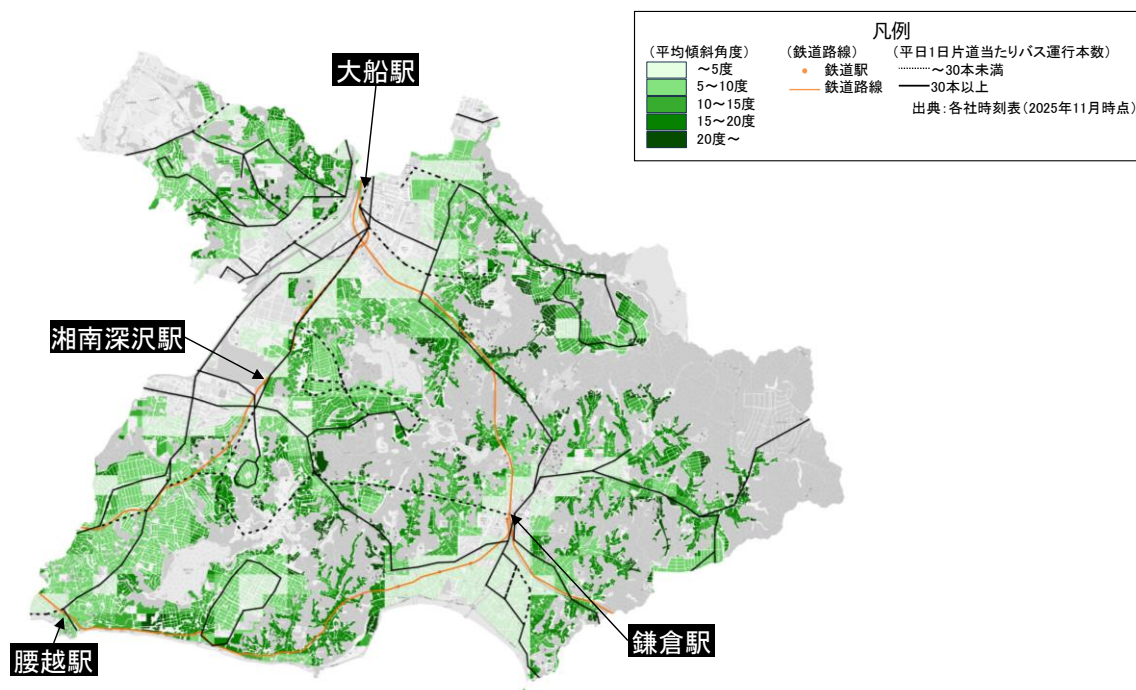 凡例
(平均傾斜角度)
～5度
5～10度
10～15度
15～20度
20度～
(鉄道路線)
鉄道駅
鉄道路線
(平日1日片道当たりバス運行本数)
～30本未満
30本以上
出典：各社時刻表(2025年11月時点)
大船駅
湘南深沢駅
腰越駅
鎌倉駅